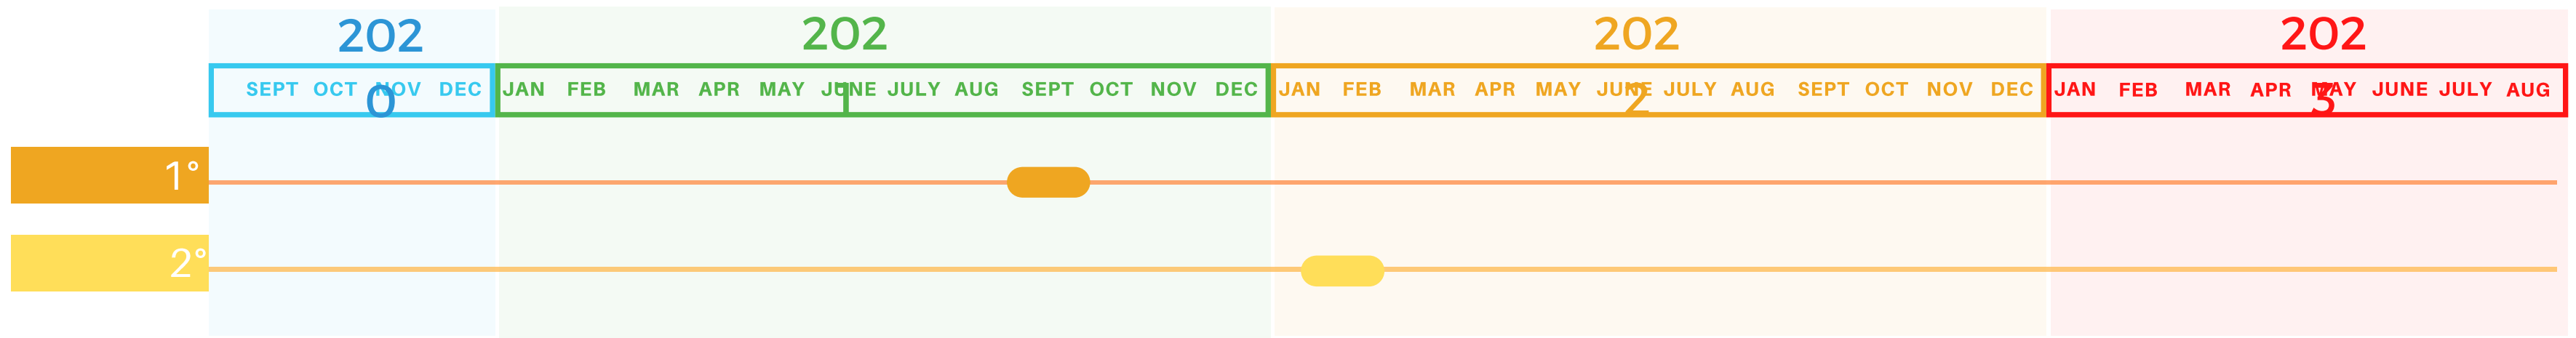 202
0
202
1
202
2
202
3
SEPT OCT NOV DEC
JAN FEB MAR APR MAY JUNE JULY AUG SEPT OCT NOV DEC
JAN FEB MAR APR MAY JUNE JULY AUG SEPT OCT NOV DEC
JAN FEB MAR APR MAY JUNE JULY AUG
1°
2°